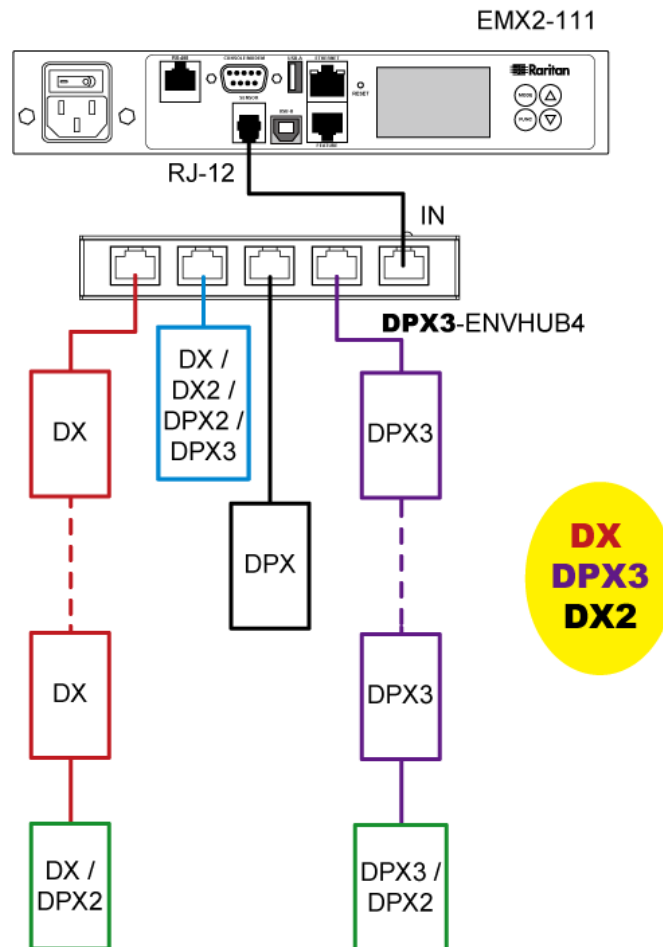 EMX2-111
RS-485
CONSOLE/MODEM
USB-A
ETHERNET
Raritan
RESET
MODE
SENSOR
USB-B
FUNC
FEATURE
RJ-12
IN
DPX3-ENVHUB4
DX
DX /
DX2 /
DPX2 /
DPX3
DPX3
DPX
DX
DPX3
DX2
DX
DPX3
DX /
DPX2
DPX3 /
DPX2